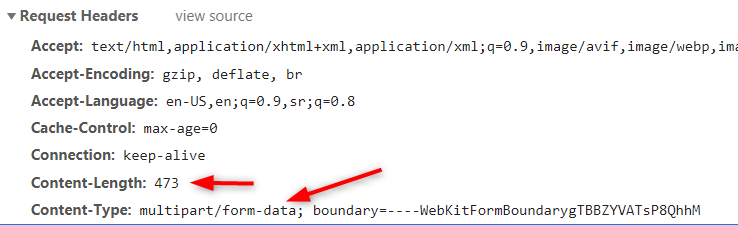 Request Headers view source
Accept: text/html,application/xhtml+xml,application/xml;q=0.9,image/avif,image/webp,ima
Accept-Encoding: gzip, deflate, br
Accept-Language: en-US,en;q=0.9,sr;q=0.8
Cache-Control: max-age=0
Connection: keep-alive
Content-Length: 473
Content-Type: multipart/form-data; boundary=----WebKitFormBoundarygTBBZYVATsP8QhhM